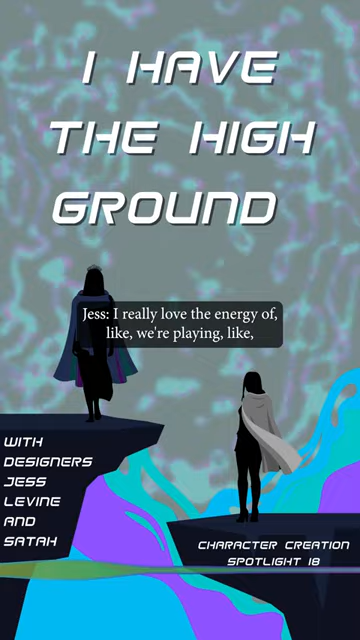 I HAVE
THE HIGH
GROUND
Jess: I really love the energy of,
like, we're playing, like,
WITH
DESIGNERS
JESS
LEVINE
AND
SATAH
CHARACTER CREATION
SPOTLIGHT 18